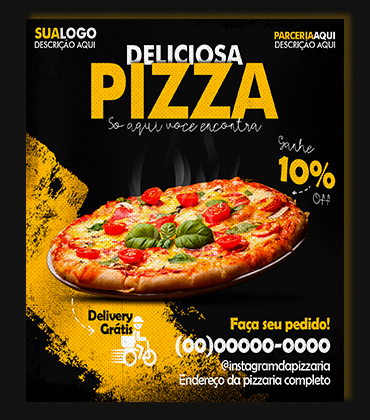 SUALOGO
DESCRIÇÃO AQUI
PARCERIAAQUI
DESCRIÇÃO AQUI
DELICIOSA
PIZZA
So aqui voce encontra
Ganhe
10%
Off
Delivery
Grátis
Faça seu pedido!
(00)00000-0000
@instagramdapizzaria
Endereço da pizzaria completo